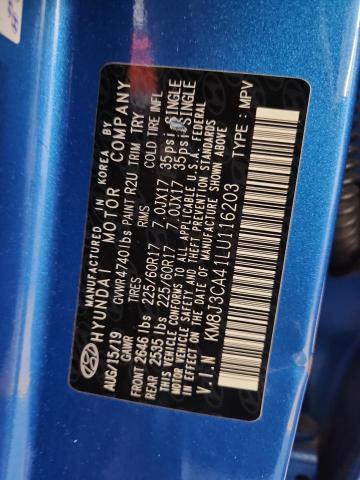 MANUFACTURED IN KOREA BY
HYUNDAI MOTOR COMPANY
AUG/15/19 GVWR 4740lbs PAINT R2U TRIM TRY
GAWR RIMS COLD TIRE INFL
FRONT 2646 lbs 225/60R17 7.0JX17 35psi SINGLE
REAR 2535 lbs 225/60R17 7.0JX17 35psi SINGLE
THIS VEHICLE CONFORMS TO ALL APPLICABLE U.S.A. FEDERAL
MOTOR VEHICLE SAFETY AND THEFT PREVENTION STANDARDS
IN EFFECT ON THE DATE OF MANUFACTURE SHOWN ABOVE.
V.I.N KM8J3CA41LU116203 TYPE: MPV